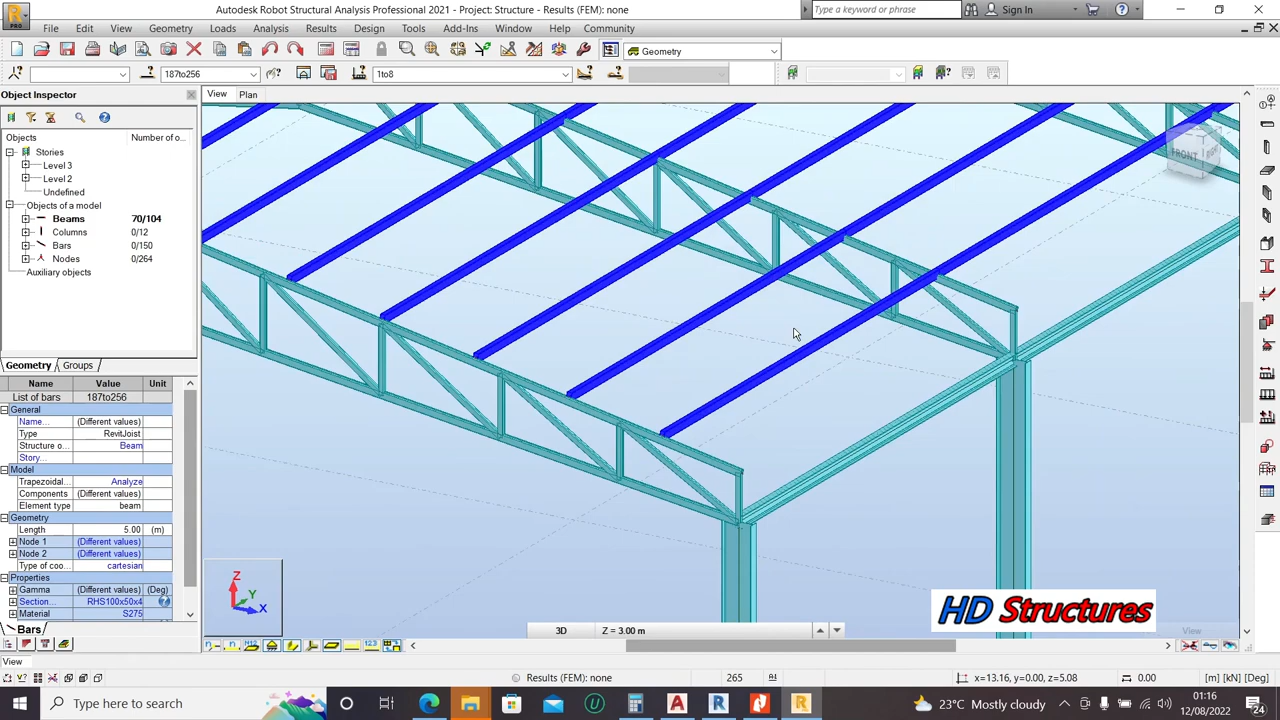 Autodesk Robot Structural Analysis Professional 2021 - Project: Structure - Results (FEM): none
Type a keyword or phrase
Sign In
PRO
File Edit View Geometry Loads Analysis Results Design Tools Add-Ins Window Help Community
Geometry
187to256
1to8
Object Inspector
View Plan
Objects Number of o...
Stories
Level 3
Level 2
Undefined
Objects of a model
Beams 70/104
Columns 0/12
Bars 0/150
Nodes 0/264
Auxiliary objects
FRONT
Geometry Groups
Name Value Unit
List of bars 187to256
General
Name... (Different values)
Type RevitJoist
Structure o... Beam
Story...
Model
Trapezoidal... Analyze
Components (Different values)
Element type beam
Geometry
Length 5.00 (m)
Node 1 (Different values)
Node 2 (Different values)
Type of coo... cartesian
Properties
Gamma (Different values) (Deg)
Section... RHS100x50x4
Material S275
Bars
Z
Y
X
3D Z = 3.00 m
HD Structures
View
View
Results (FEM): none 265 x=13.16, y=0.00, z=5.08 0.00 [m] [kN] [Deg]
Type here to search
23°C Mostly cloudy
01:16
12/08/2022
24